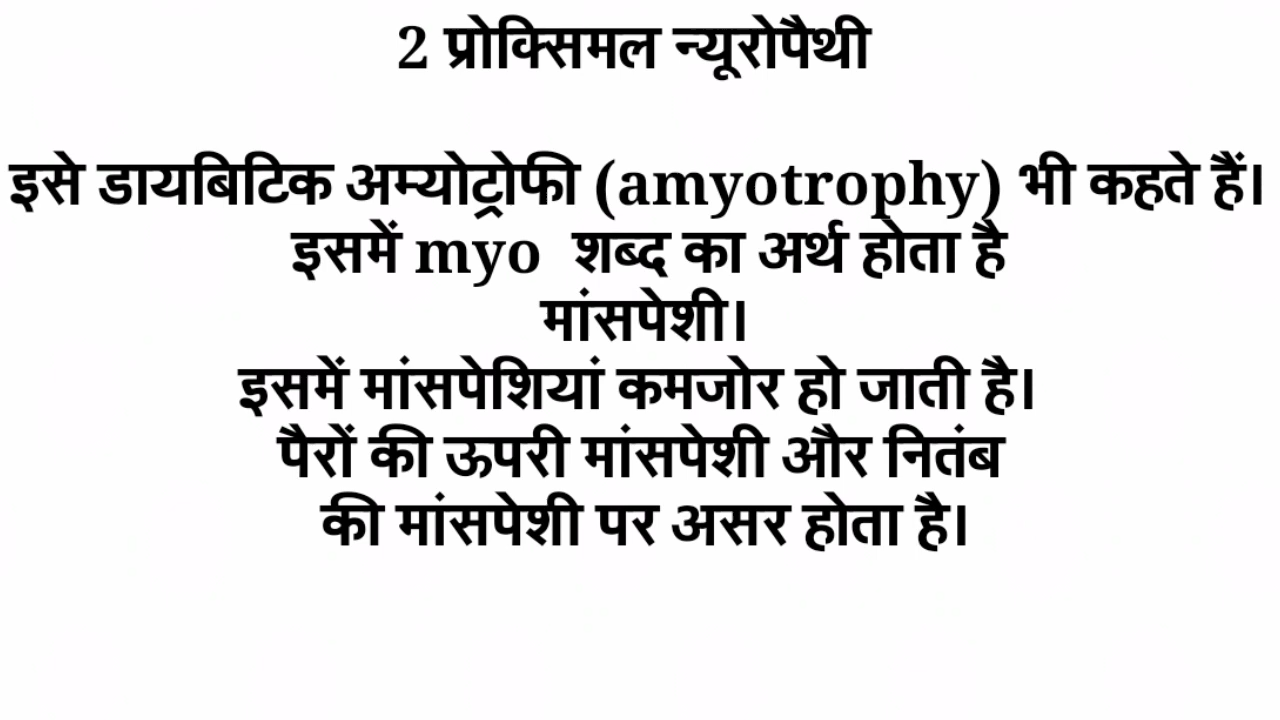 2 प्रोक्सिमल न्यूरोपैथी
इसे डायबिटिक अम्योट्रोफी (amyotrophy) भी कहते हैं।
इसमें myo शब्द का अर्थ होता है
मांसपेशी।
इसमें मांसपेशियां कमजोर हो जाती है।
पैरों की ऊपरी मांसपेशी और नितंब
की मांसपेशी पर असर होता है।